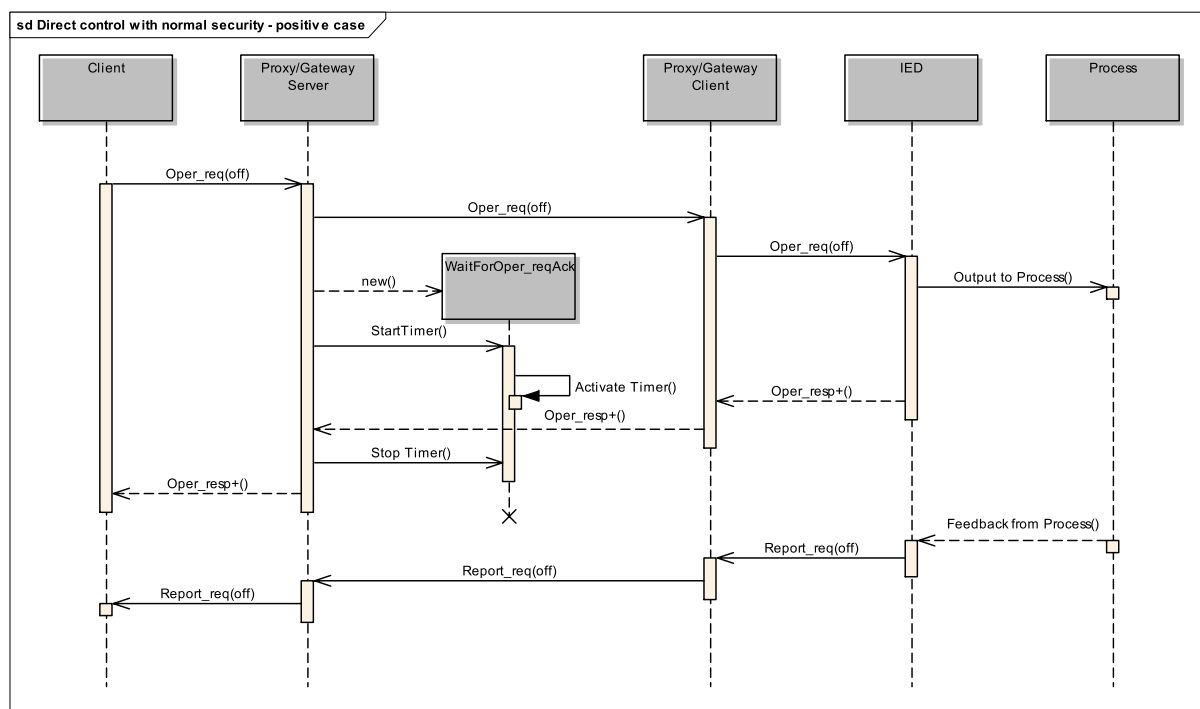 sd Direct control with normal security - positive case
Client
Proxy/Gateway
Server
Proxy/Gateway
Client
IED
Process
Oper_req(off)
Oper_req(off)
Oper_req(off)
WaitForOper_reqAck
new()
Output to Process()
StartTimer()
Activate Timer()
Oper_resp+()
Oper_resp+()
Stop Timer()
Oper_resp+()
Feedback from Process()
Report_req(off)
Report_req(off)
Report_req(off)